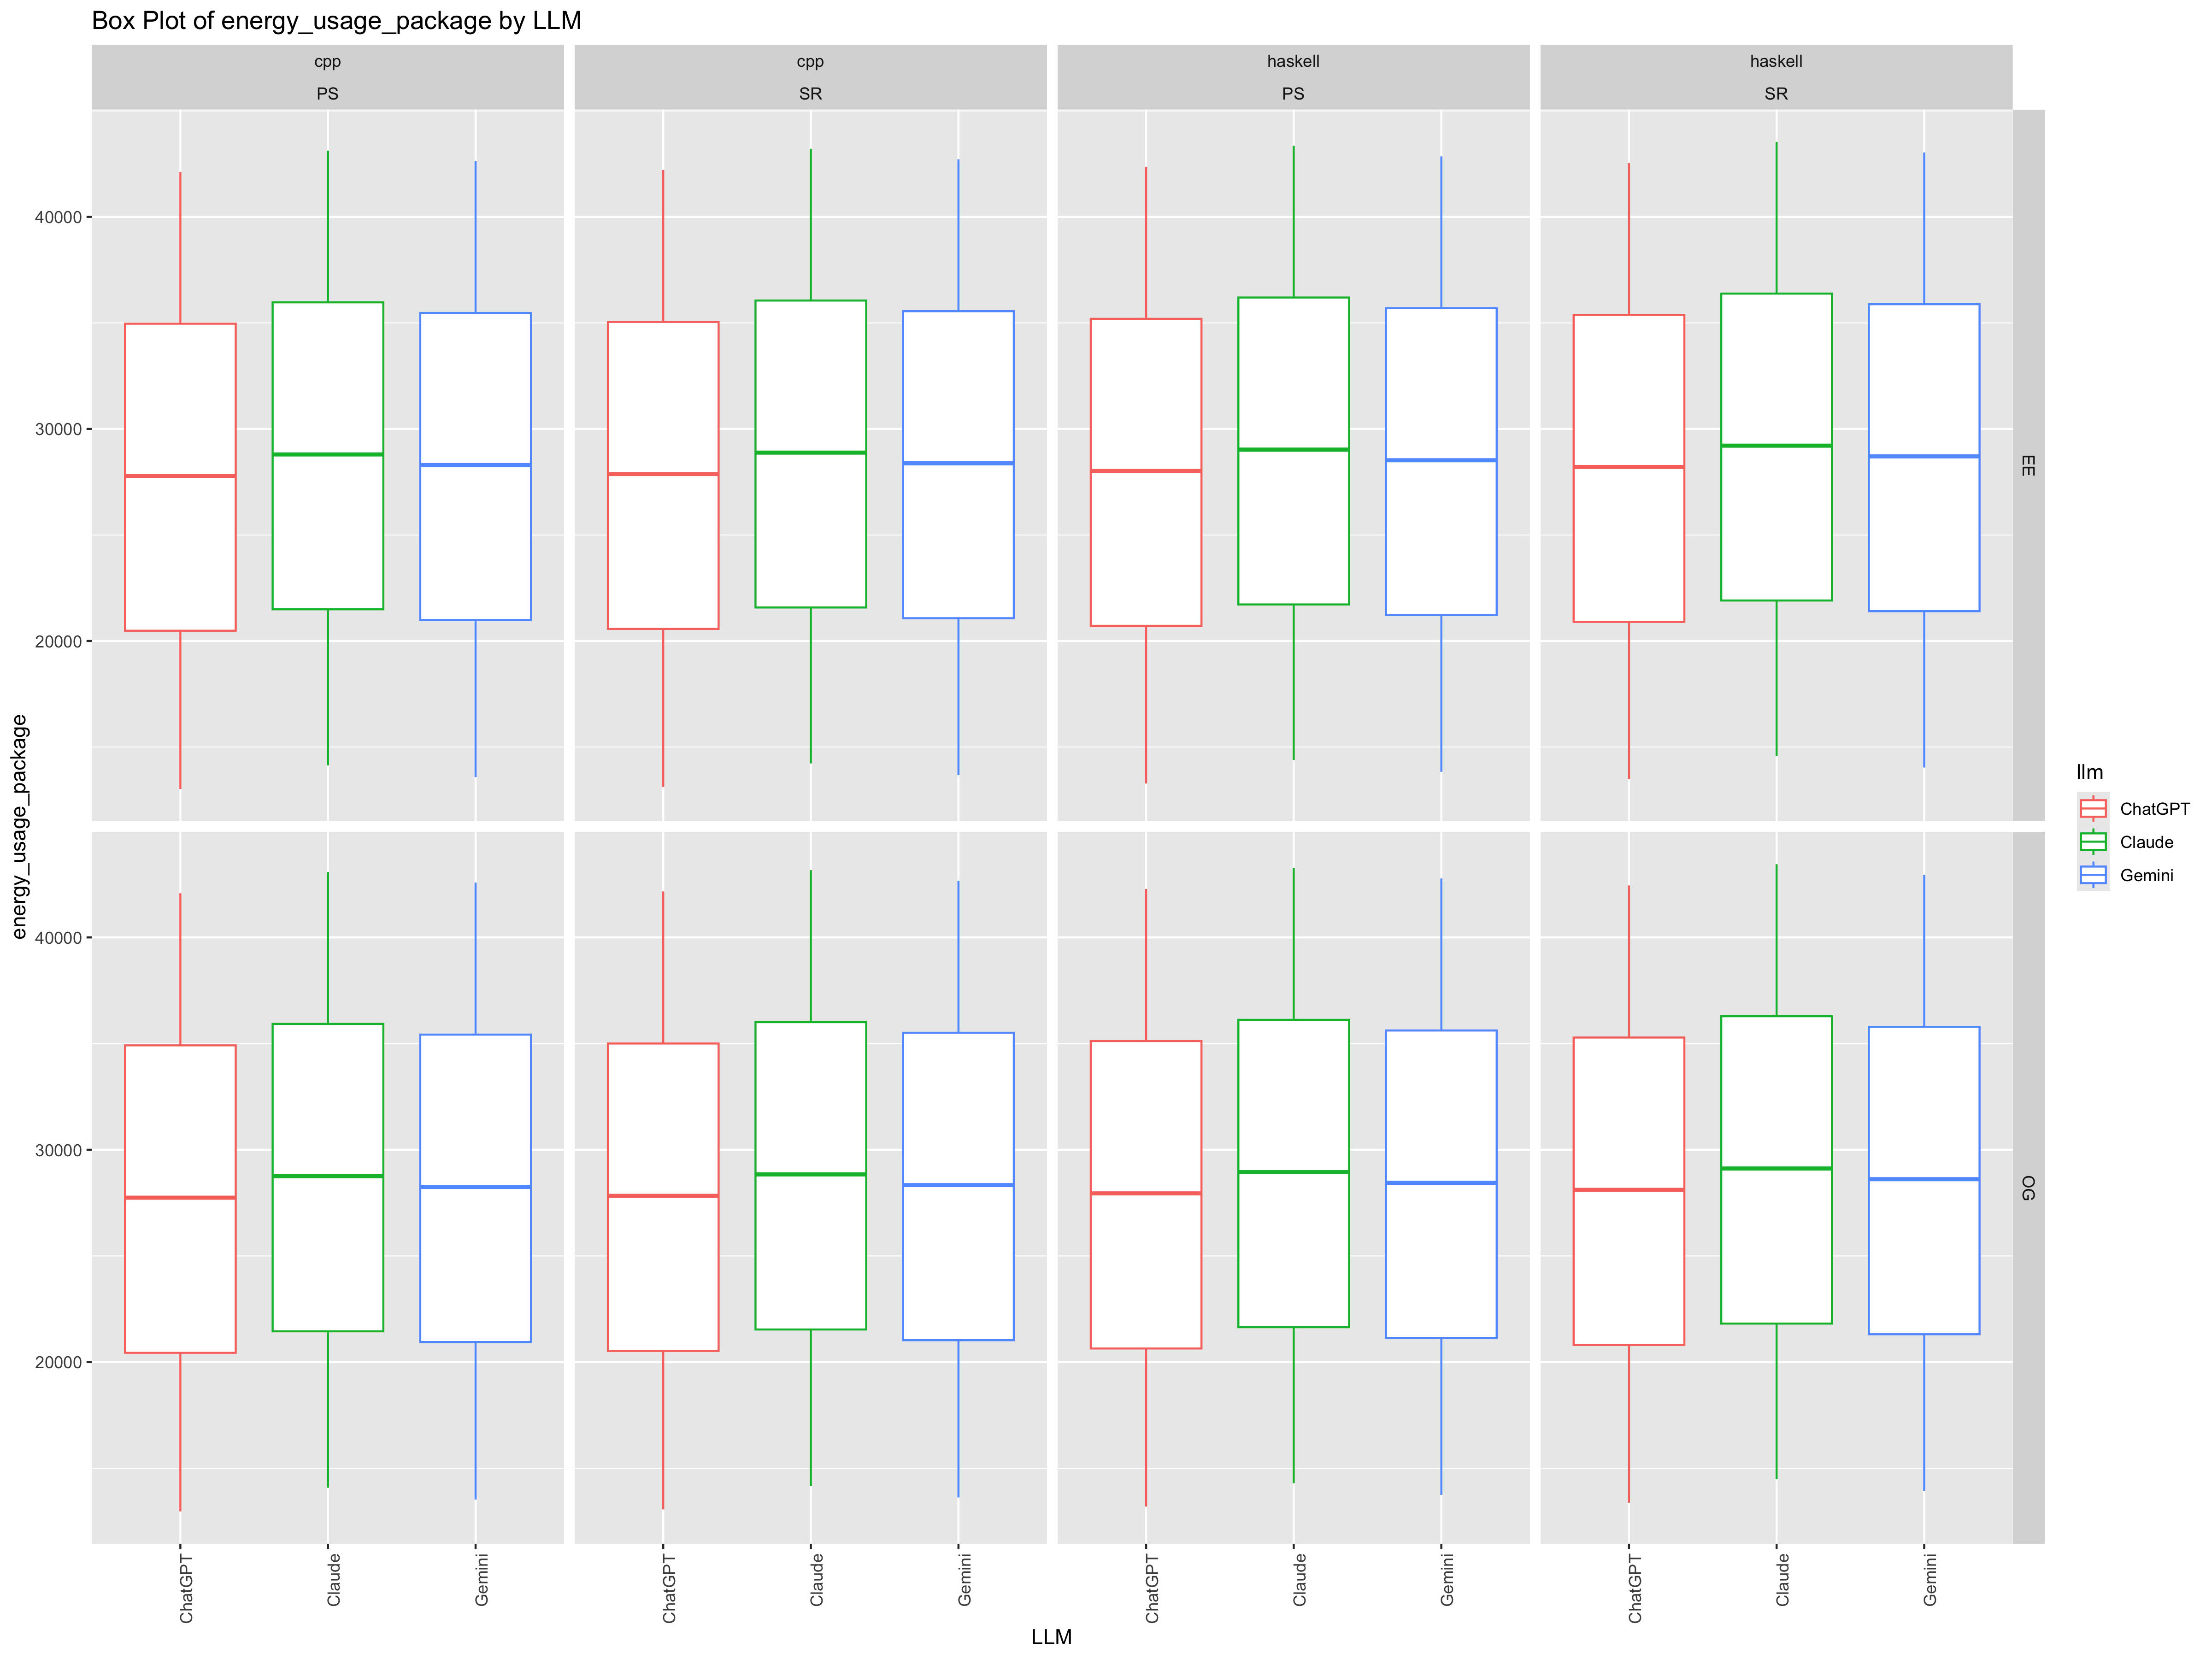 Box Plot of energy_usage_package by LLM
cpp
cpp
haskell
haskell
PS
SR
PS
SR
energy_usage_package
40000
30000
20000
EE
40000
30000
20000
OG
llm
ChatGPT
Claude
Gemini
ChatGPT
Claude
Gemini
ChatGPT
Claude
Gemini
ChatGPT
Claude
Gemini
ChatGPT
Claude
Gemini
LLM